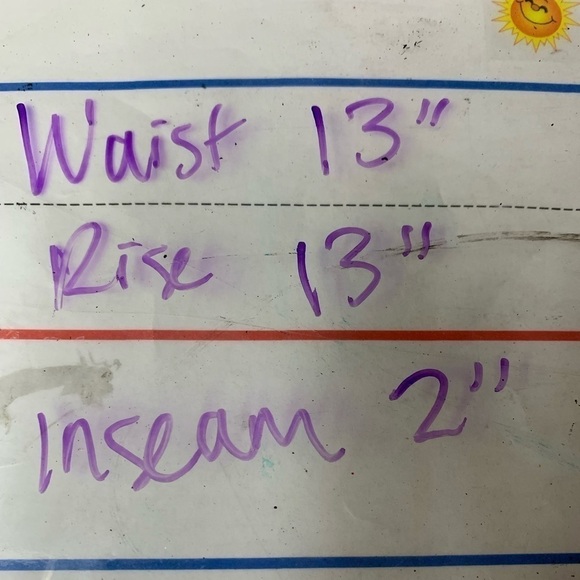 Waist 13"
Rise 13"
Inseam 2"